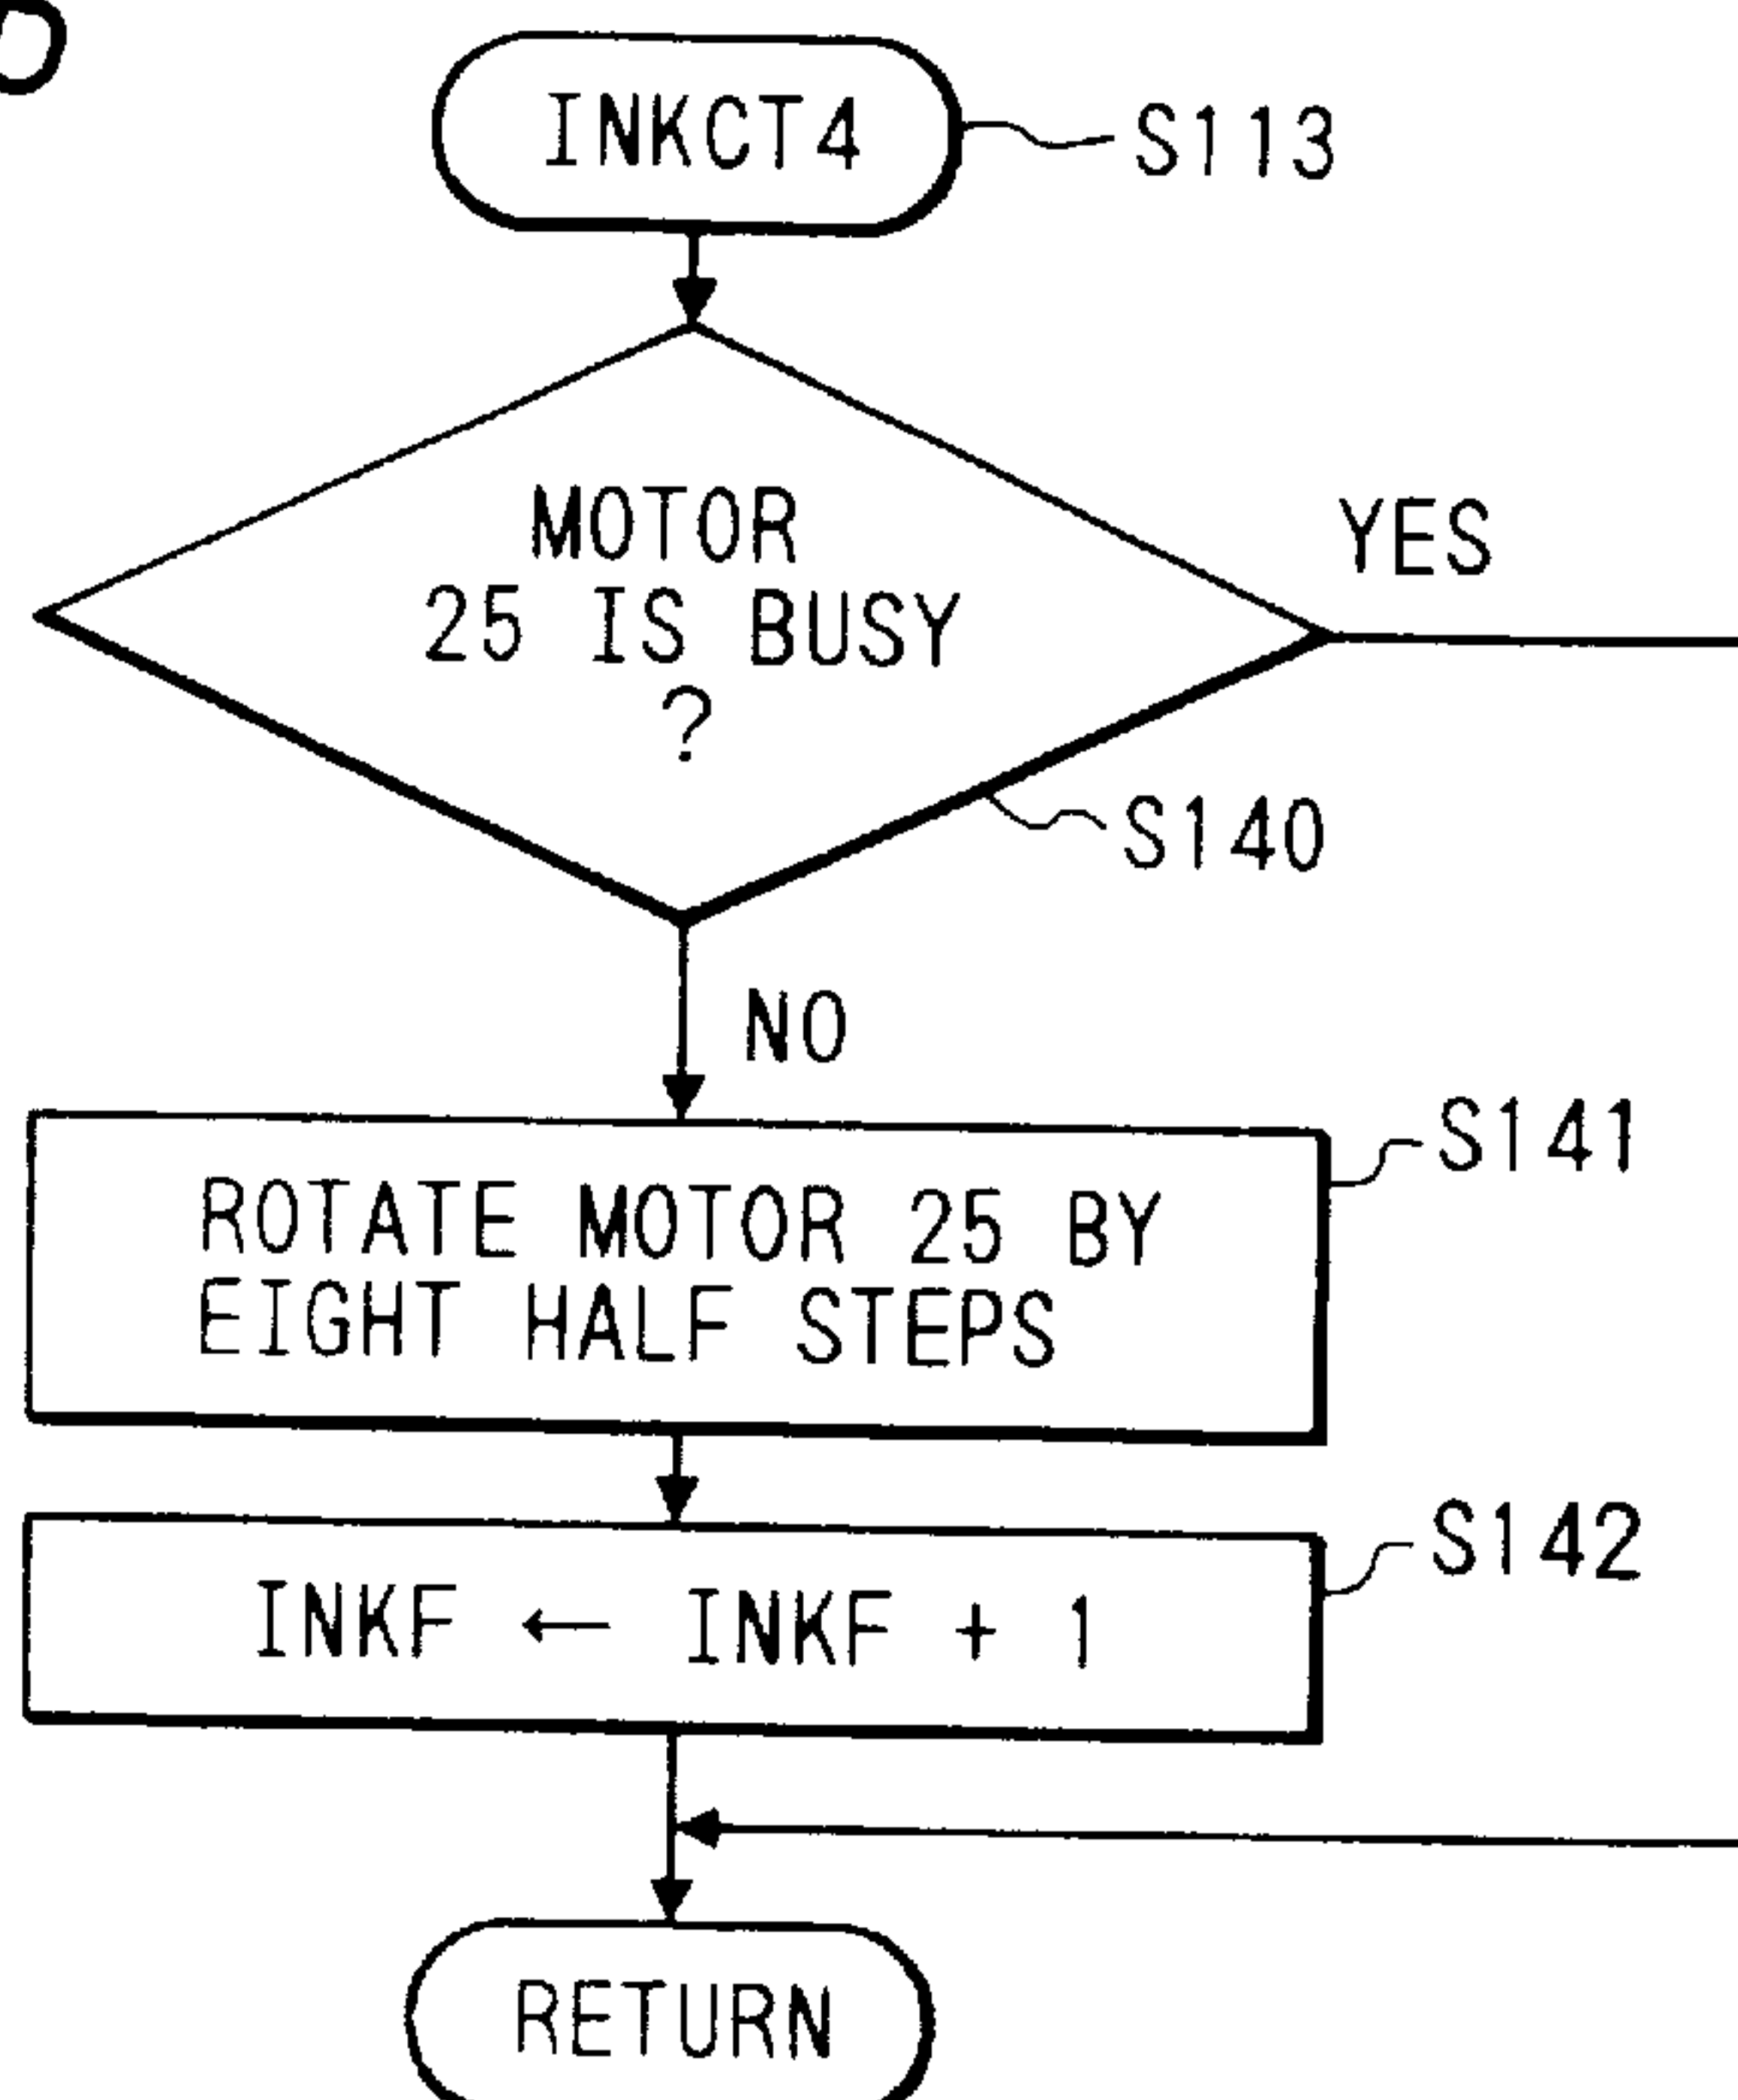 INKCT4
S113
MOTOR
25 IS BUSY
?
YES
S140
NO
S141
ROTATE MOTOR 25 BY
EIGHT HALF STEPS
S142
INKF ← INKF + 1
RETURN